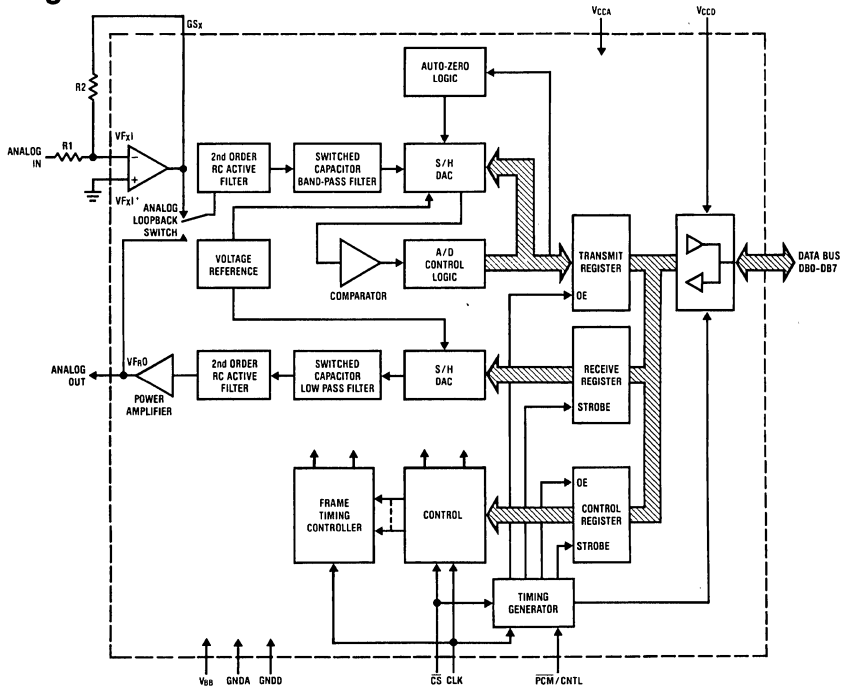 GSX
VCCA
VCCD
R2
AUTO-ZERO
LOGIC
VFXI
ANALOG
IN
R1
−
+
VFXI+
2nd ORDER
RC ACTIVE
FILTER
SWITCHED
CAPACITOR
BAND-PASS FILTER
S/H
DAC
ANALOG
LOOPBACK
SWITCH
VOLTAGE
REFERENCE
COMPARATOR
A/D
CONTROL
LOGIC
TRANSMIT
REGISTER
OE
DATA BUS
DB0-DB7
ANALOG
OUT
VFRO
POWER
AMPLIFIER
2nd ORDER
RC ACTIVE
FILTER
SWITCHED
CAPACITOR
LOW PASS FILTER
S/H
DAC
RECEIVE
REGISTER
STROBE
FRAME
TIMING
CONTROLLER
CONTROL
OE
CONTROL
REGISTER
STROBE
TIMING
GENERATOR
VBB
GNDA
GNDD
C̅S̅
CLK
P̅C̅M̅/CNTL